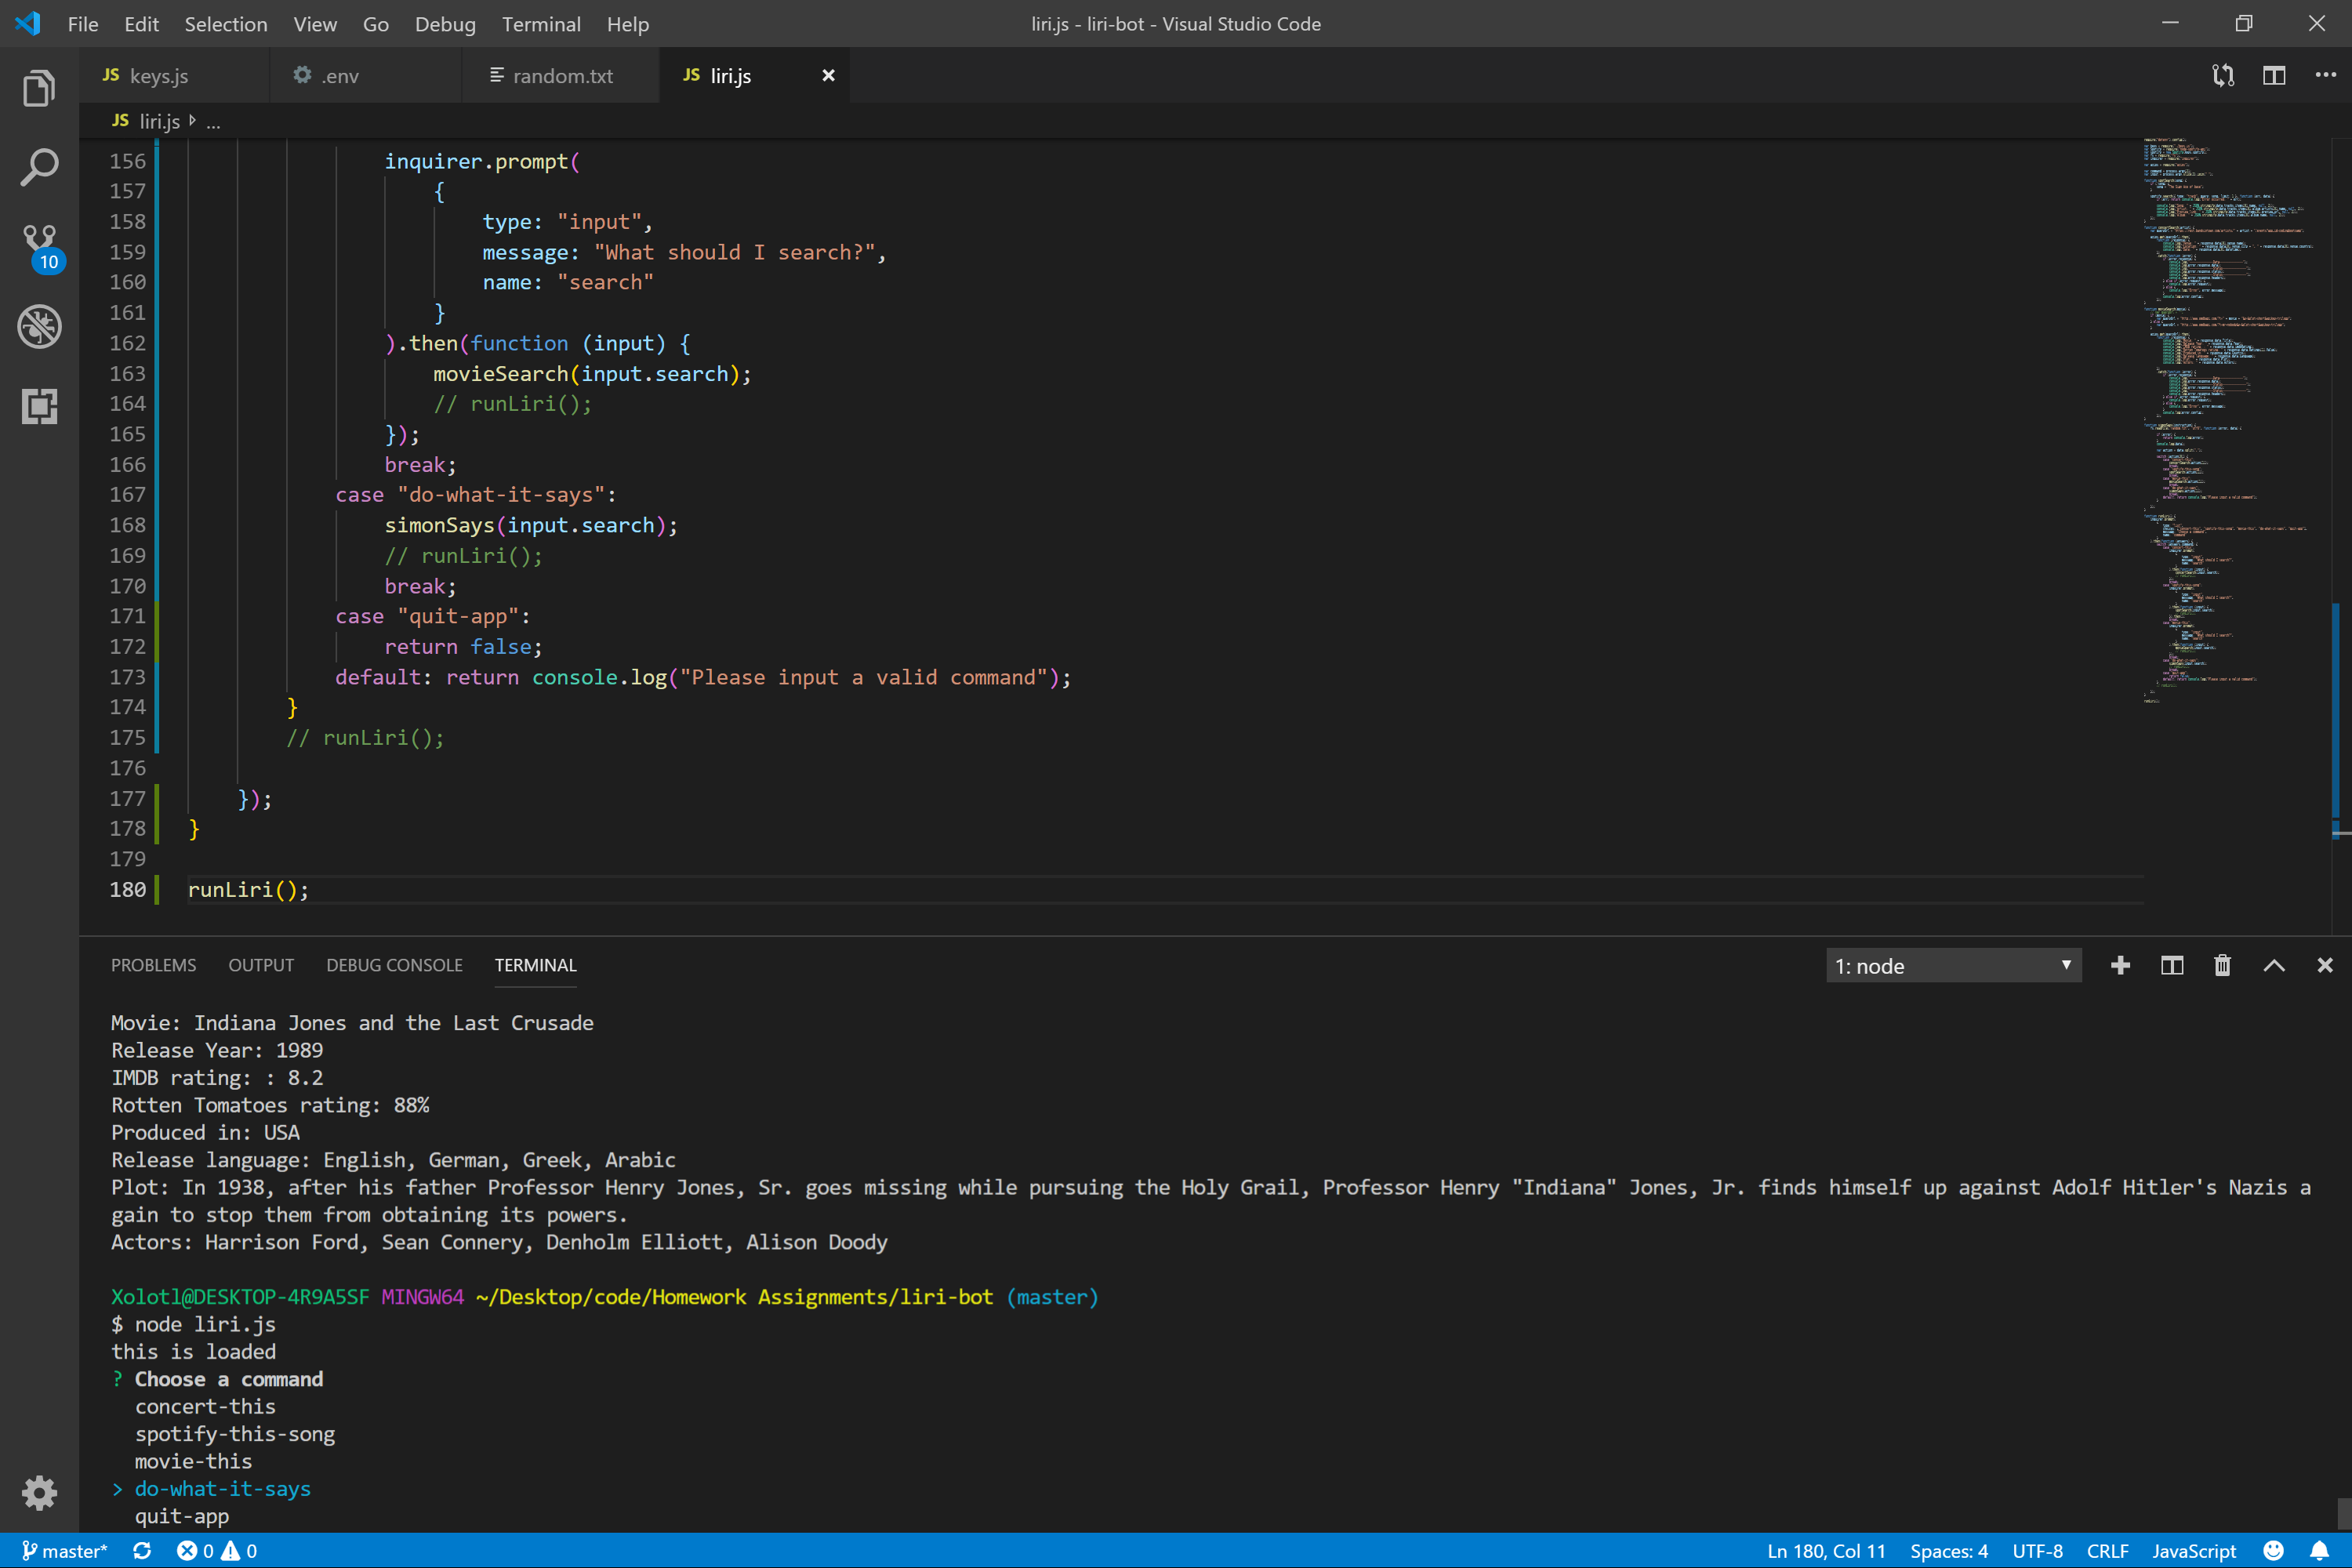 File Edit Selection View Go Debug Terminal Help liri.js - liri-bot - Visual Studio Code
JS keys.js .env random.txt JS liri.js
JS liri.js ...
10
156 inquirer.prompt(
157 {
158 type: "input",
159 message: "What should I search?",
160 name: "search"
161 }
162 ).then(function (input) {
163 movieSearch(input.search);
164 // runLiri();
165 });
166 break;
167 case "do-what-it-says":
168 simonSays(input.search);
169 // runLiri();
170 break;
171 case "quit-app":
172 return false;
173 default: return console.log("Please input a valid command");
174 }
175 // runLiri();
176
177 });
178 }
179
180 runLiri();
PROBLEMS OUTPUT DEBUG CONSOLE TERMINAL 1: node
Movie: Indiana Jones and the Last Crusade
Release Year: 1989
IMDB rating: : 8.2
Rotten Tomatoes rating: 88%
Produced in: USA
Release language: English, German, Greek, Arabic
Plot: In 1938, after his father Professor Henry Jones, Sr. goes missing while pursuing the Holy Grail, Professor Henry "Indiana" Jones, Jr. finds himself up against Adolf Hitler's Nazis a
gain to stop them from obtaining its powers.
Actors: Harrison Ford, Sean Connery, Denholm Elliott, Alison Doody
Xolotl@DESKTOP-4R9A5SF MINGW64 ~/Desktop/code/Homework Assignments/liri-bot (master)
$ node liri.js
this is loaded
? Choose a command
concert-this
spotify-this-song
movie-this
> do-what-it-says
quit-app
master* 0 0 Ln 180, Col 11 Spaces: 4 UTF-8 CRLF JavaScript